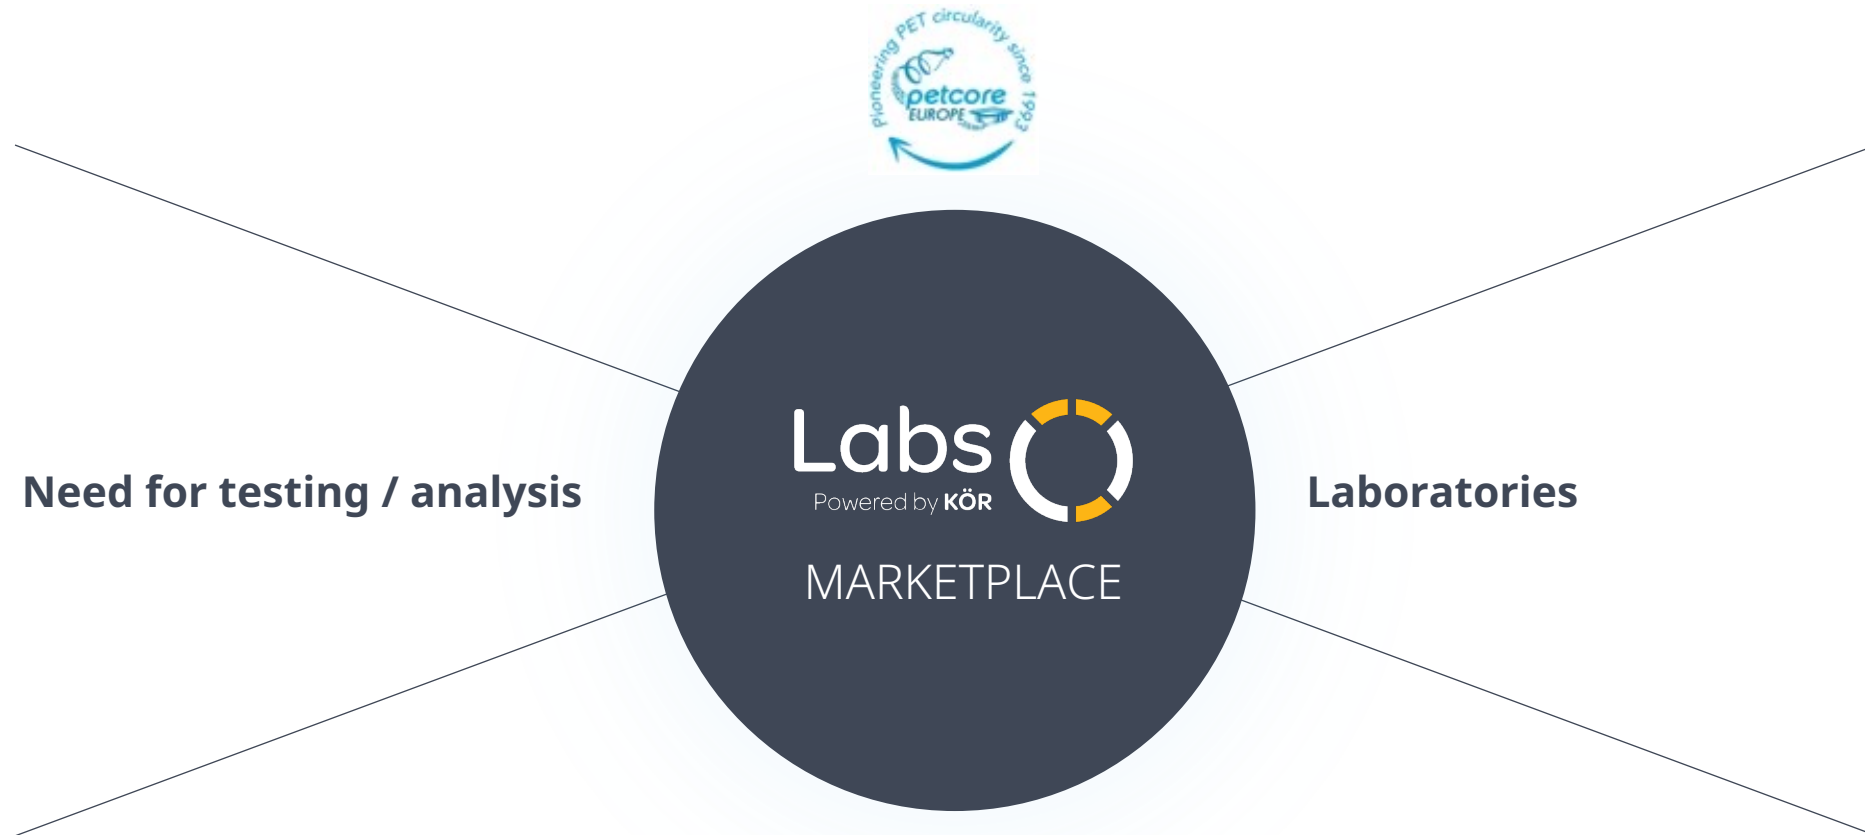 Pioneering PET circularity since 1993
petcore
EUROPE
Labs
Powered by KÖR
MARKETPLACE
Need for testing / analysis
Laboratories